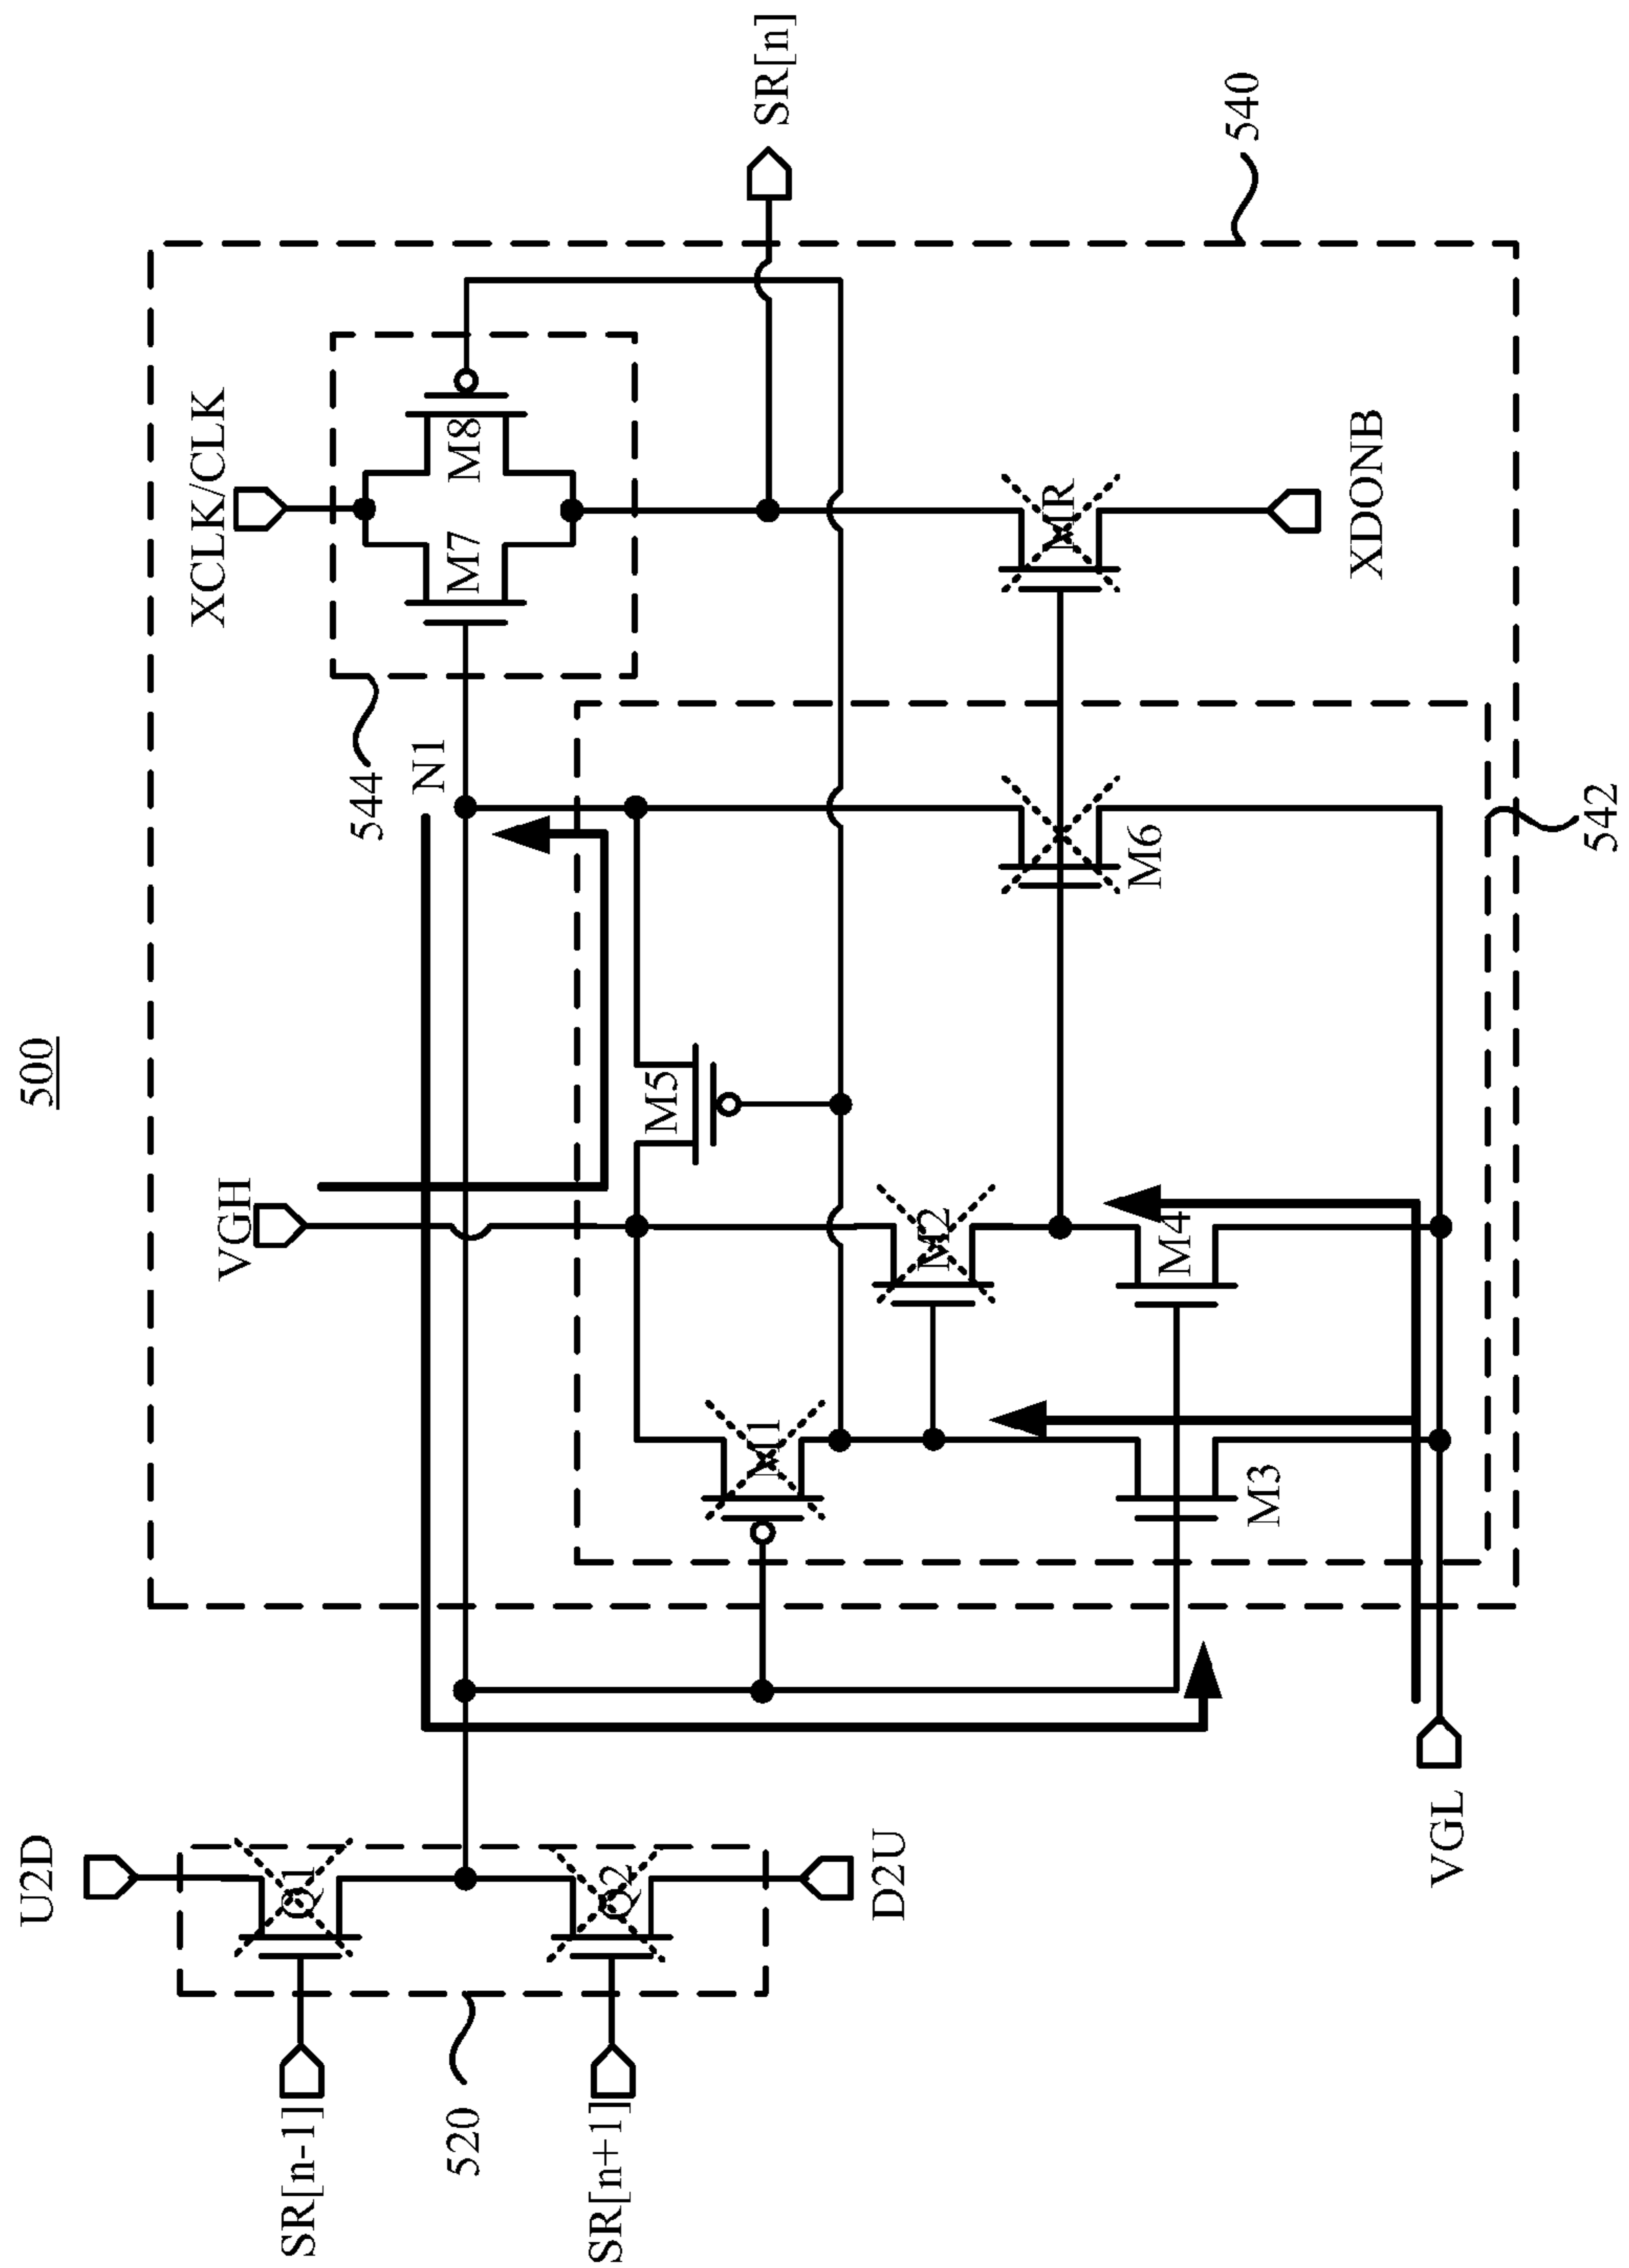 500
U2D
VGH
XCLK/CLK
SR[n-1]
Q1
544
N1
520
M7
M8
SR[n+1]
Q2
M5
M1
SR[n]
D2U
M2
MR
M6
M4
540
M3
XDONB
VGL
542